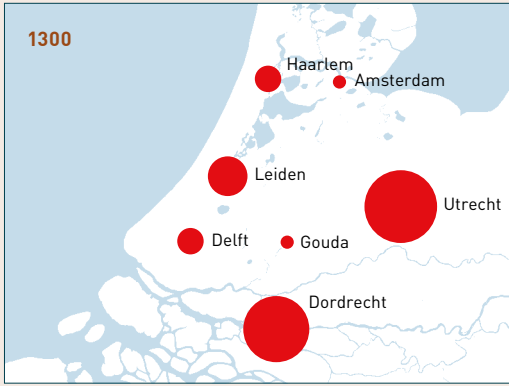 1300
Haarlem
Amsterdam
Leiden
Utrecht
Delft
Gouda
Dordrecht